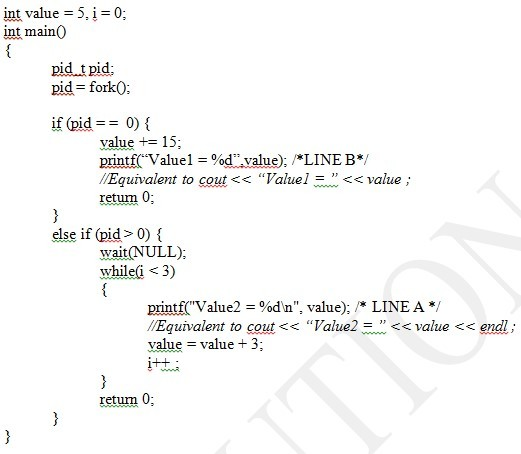 int value = 5, i = 0;
int main()
{
pid_t pid;
pid = fork();
if (pid = = 0) {
value += 15;
printf(“Value1 = %d”,value); /*LINE B*/
//Equivalent to cout << “Value1 = ” << value ;
return 0;
}
else if (pid > 0) {
wait(NULL);
while(i < 3)
{
printf("Value2 = %d\n", value); /* LINE A */
//Equivalent to cout << “Value2 = ” << value << endl ;
value = value + 3;
i++ ;
}
return 0;
}
}
UTION